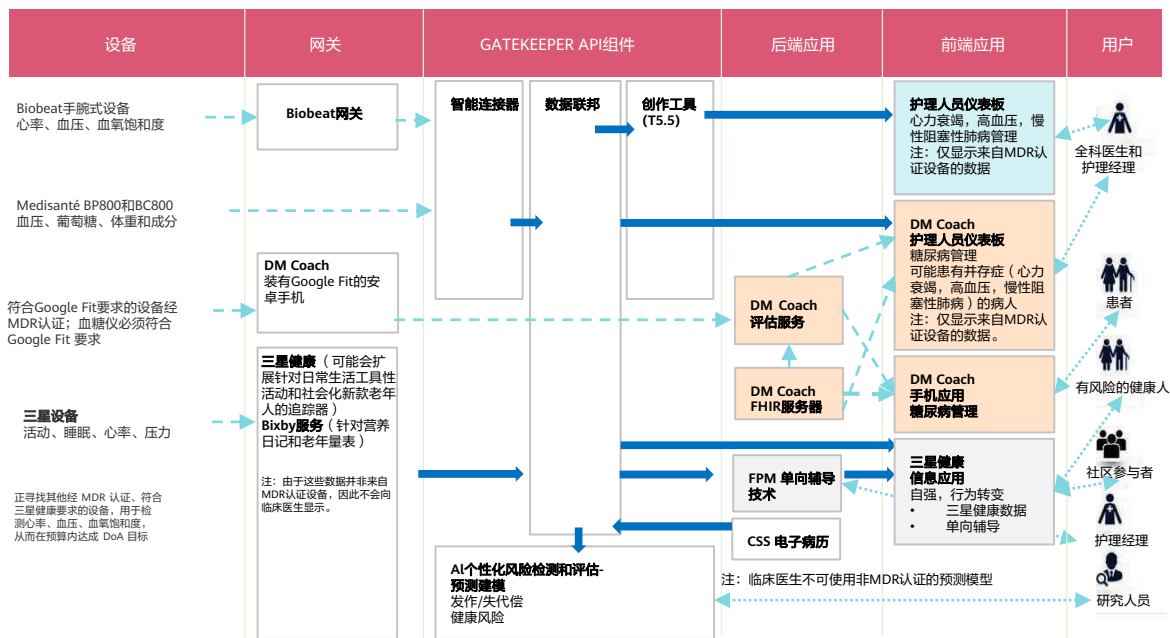 设备
网关
GATEKEEPER API组件
后端应用
前端应用
用户
Biobeat手腕式设备
心率、血压、血氧饱和度
Medisanté BP800和BC800
血压、葡萄糖、体重和成分
符合Google Fit要求的设备经
MDR认证；血糖仪必须符合
Google Fit 要求
三星设备
活动、睡眠、心率、压力
正寻找其他经 MDR 认证、符合
三星健康要求的设备，用于检
测心率、血压、血氧饱和度，
从而在预算内达成 DoA 目标
Biobeat网关
DM Coach
装有Google Fit的安
卓手机
三星健康（可能会扩
展针对日常生活工具性
活动和社会化新款老年
人的追踪器）
Bixby服务（针对营养
日记和老年量表）
注：由于这些数据并非来自
MDR认证设备，因此不会向
临床医生显示。
智能连接器
数据联邦
创作工具
(T5.5)
AI个性化风险检测和评估-
预测建模
发作/失代偿
健康风险
DM Coach
评估服务
DM Coach
FHIR服务器
FPM 单向辅导
技术
CSS 电子病历
注：临床医生不可使用非MDR认证的预测模型
护理人员仪表板
心力衰竭，高血压，慢
性阻塞性肺病管理
注：仅显示来自MDR认
证设备的数据
DM Coach
护理人员仪表板
糖尿病管理
可能患有并存症（心力
衰竭，高血压，慢性阻
塞性肺病）的病人
注：仅显示来自MDR认
证设备的数据。
DM Coach
手机应用
糖尿病管理
三星健康
信息应用
自强，行为转变
• 三星健康数据
• 单向辅导
全科医生和
护理经理
患者
有风险的健康人
社区参与者
护理经理
研究人员